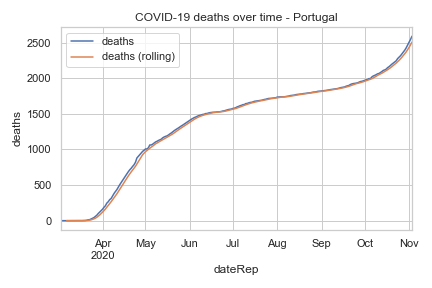 COVID-19 deaths over time - Portugal
deaths
deaths (rolling)
2500
2000
1500
1000
500
0
deaths
Apr May Jun Jul Aug Sep Oct Nov
2020
dateRep